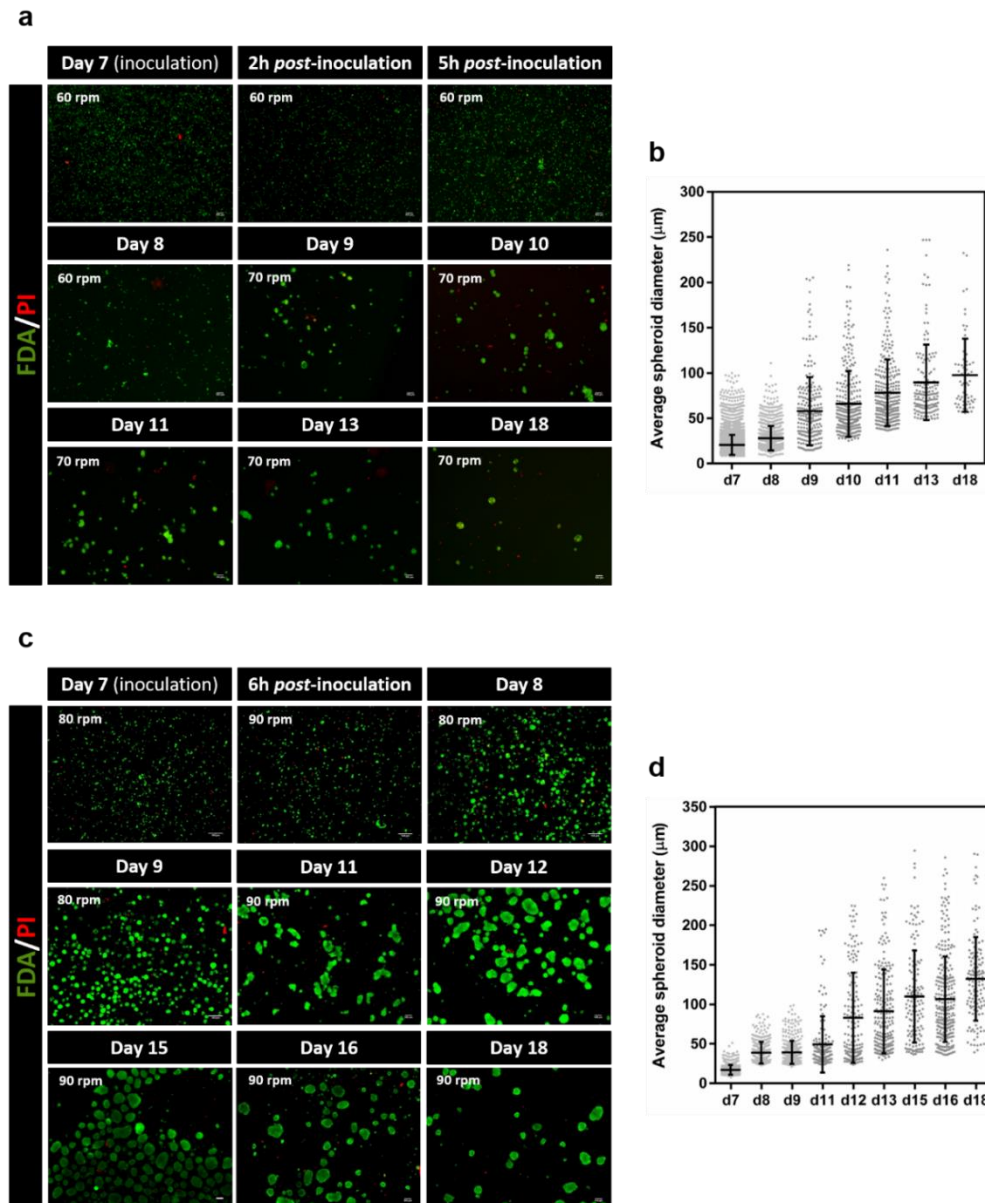 a
Day 7 (inoculation)
2h post-inoculation
5h post-inoculation
FDA/PI
60 rpm
60 rpm
60 rpm
Day 8
Day 9
Day 10
60 rpm
70 rpm
70 rpm
Day 11
Day 13
Day 18
70 rpm
70 rpm
70 rpm
b
Average spheroid diameter (µm)
300
250
200
150
100
50
0
d7 d8 d9 d10 d11 d13 d18
c
Day 7 (inoculation)
6h post-inoculation
Day 8
FDA/PI
80 rpm
90 rpm
80 rpm
Day 9
Day 11
Day 12
80 rpm
90 rpm
90 rpm
Day 15
Day 16
Day 18
90 rpm
90 rpm
90 rpm
d
Average spheroid diameter (µm)
350
300
250
200
150
100
50
0
d7 d8 d9 d11 d12 d13 d15 d16 d18